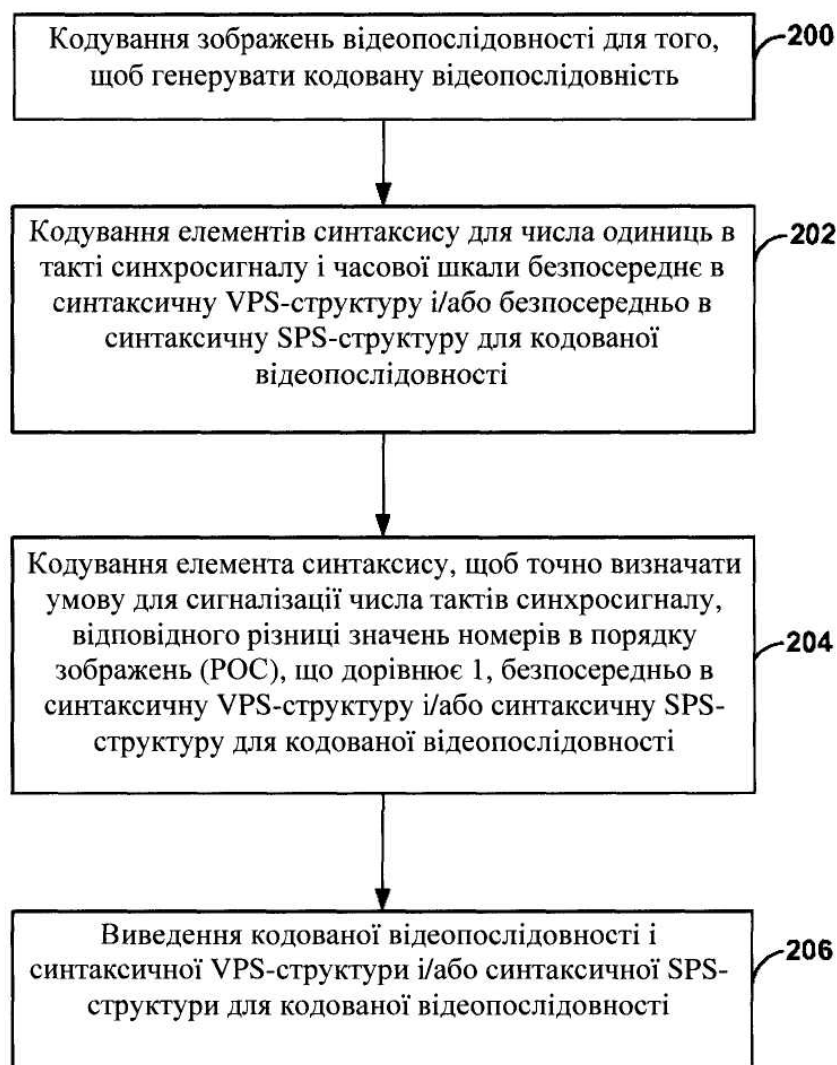 Кодування зображень відеопослідовності для того,
щоб генерувати кодовану відеопослідовність
200
Кодування елементів синтаксису для числа одиниць в
такті синхросигналу і часової шкали безпосереднє в
синтаксичну VPS-структуру і/або безпосередньо в
синтаксичну SPS-структуру для кодованої
відеопослідовності
202
Кодування елемента синтаксису, щоб точно визначати
умову для сигналізації числа тактів синхросигналу,
відповідного різниці значень номерів в порядку
зображень (POC), що дорівнює 1, безпосередньо в
синтаксичну VPS-структуру і/або синтаксичну SPS-
структуру для кодованої відеопослідовності
204
Виведення кодованої відеопослідовності і
синтаксичної VPS-структури і/або синтаксичної SPS-
структури для кодованої відеопослідовності
206